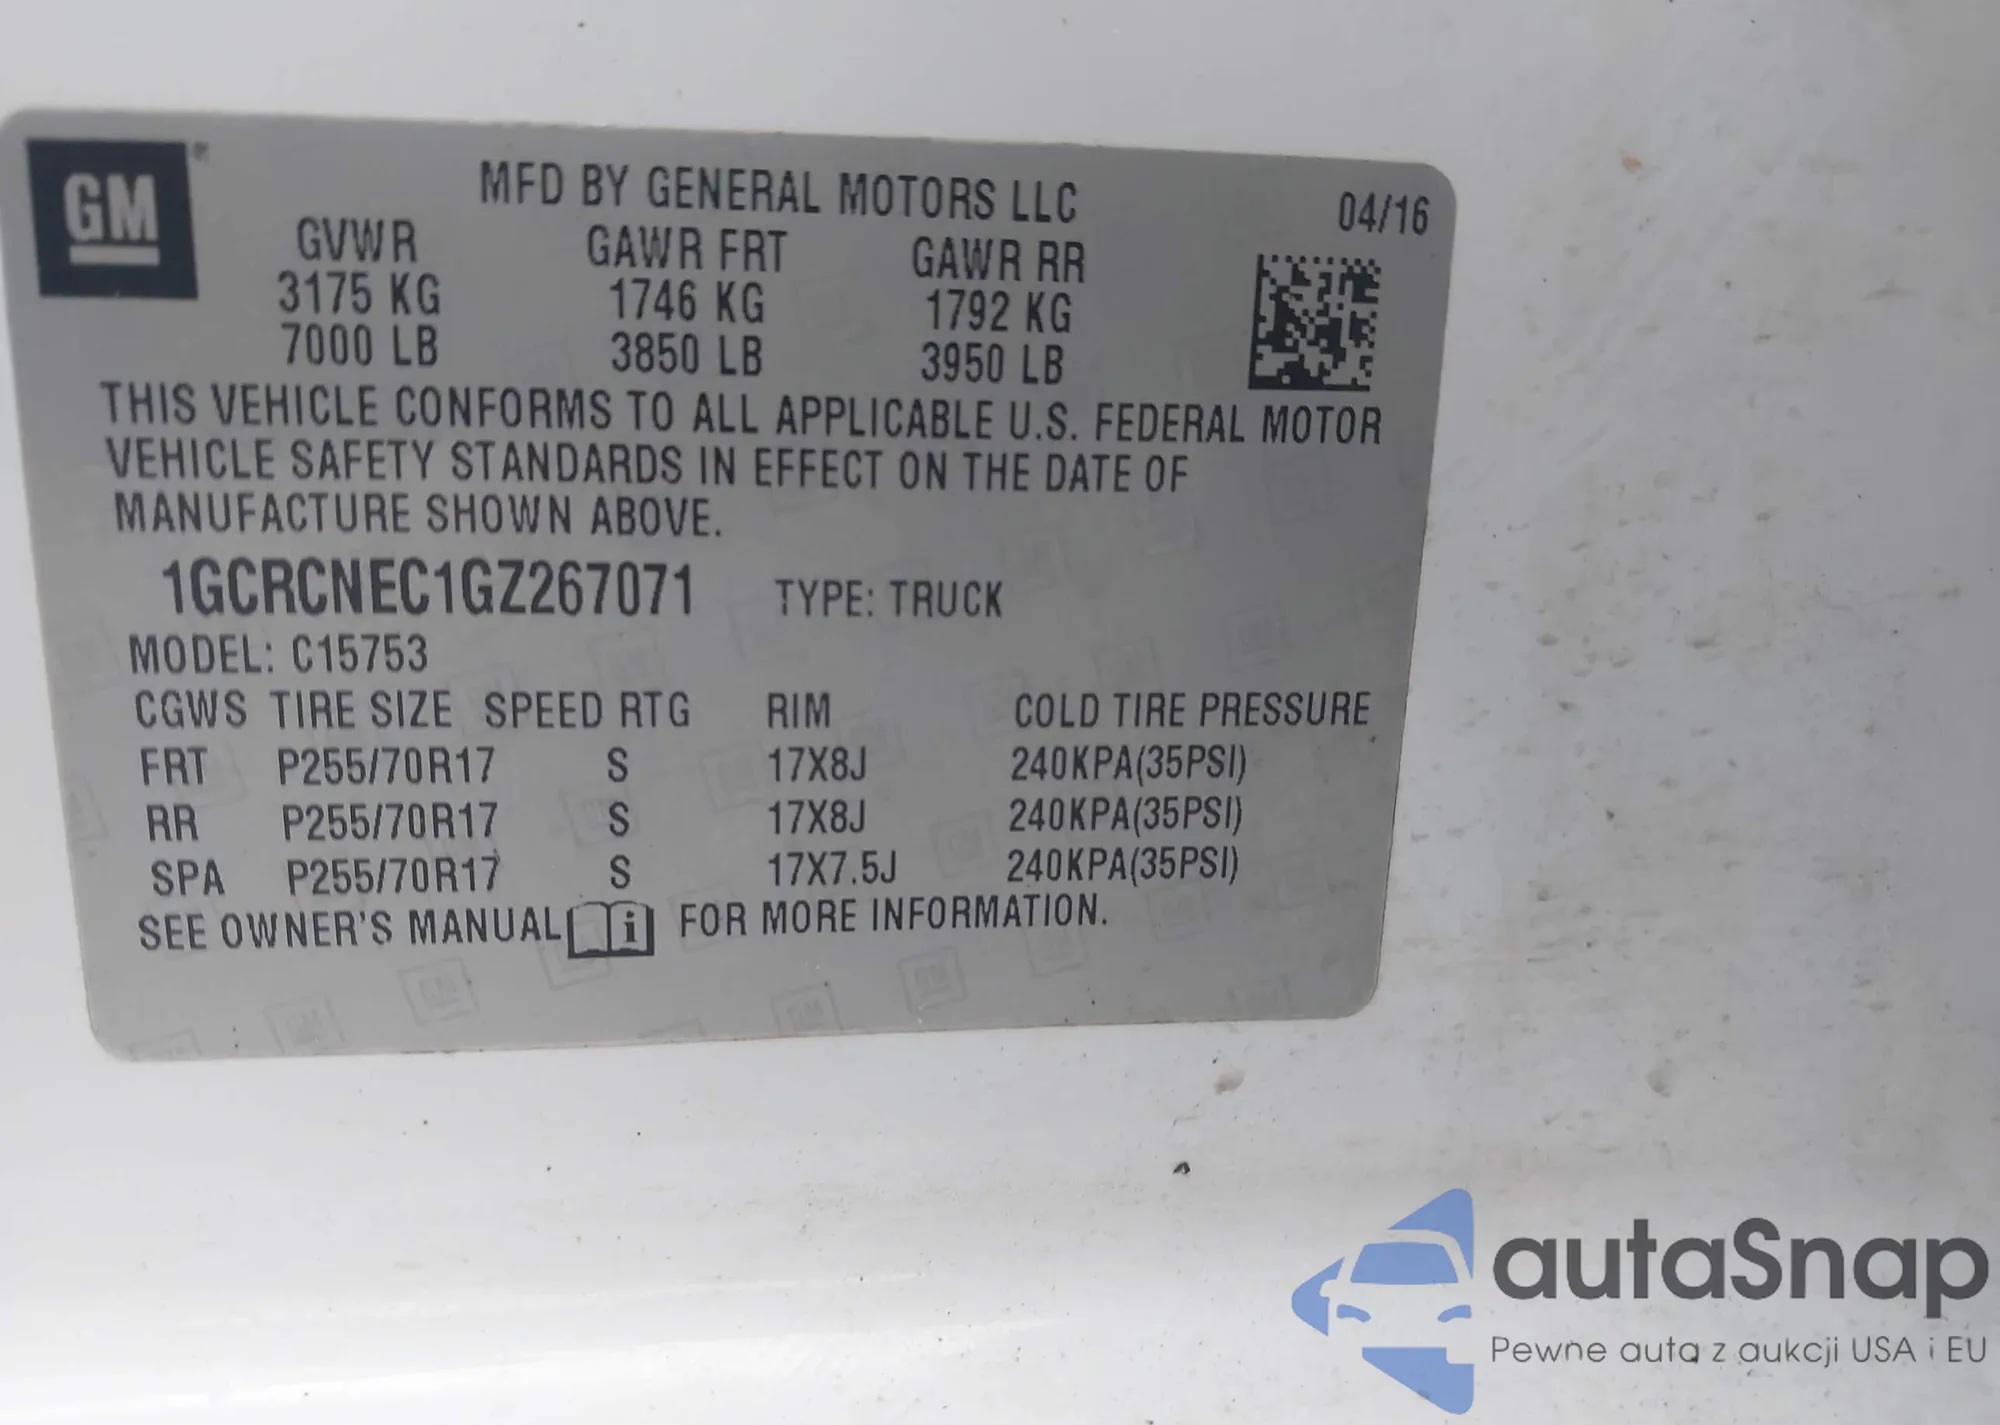 GM
MFD BY GENERAL MOTORS LLC 04/16
GVWR GAWR FRT GAWR RR
3175 KG 1746 KG 1792 KG
7000 LB 3850 LB 3950 LB
THIS VEHICLE CONFORMS TO ALL APPLICABLE U.S. FEDERAL MOTOR
VEHICLE SAFETY STANDARDS IN EFFECT ON THE DATE OF
MANUFACTURE SHOWN ABOVE.
1GCRCNEC1GZ267071 TYPE: TRUCK
MODEL: C15753
CGWS TIRE SIZE SPEED RTG RIM COLD TIRE PRESSURE
FRT P255/70R17 S 17X8J 240KPA(35PSI)
RR P255/70R17 S 17X8J 240KPA(35PSI)
SPA P255/70R17 S 17X7.5J 240KPA(35PSI)
SEE OWNER'S MANUAL i FOR MORE INFORMATION.
autaSnap
Pewne auta z aukcji USA i EU